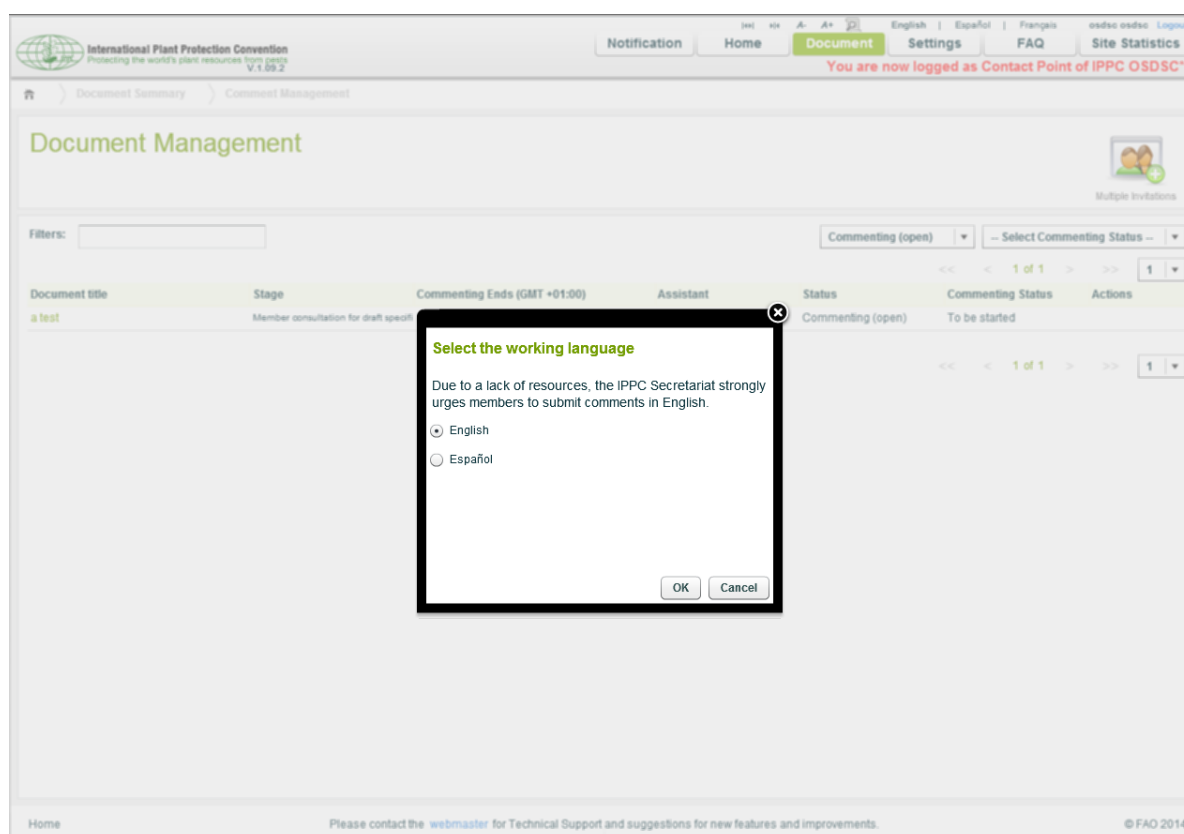 A- A+ English | Español | Français osdsc osdsc Logou
International Plant Protection Convention
Protecting the world's plant resources from pests
V.1.09.2
Notification Home Document Settings FAQ Site Statistics
You are now logged as Contact Point of IPPC OSDSC"
Document Summary Comment Management
Document Management
Multiple Invitations
Filters: Commenting (open) -- Select Commenting Status --
<< < 1 of 1 > >> 1
Document title Stage Commenting Ends (GMT +01:00) Assistant Status Commenting Status Actions
a test Member consultation for draft specifi Commenting (open) To be started
<< < 1 of 1 > >> 1
Select the working language
Due to a lack of resources, the IPPC Secretariat strongly
urges members to submit comments in English.
English
Español
OK Cancel
Home Please contact the webmaster for Technical Support and suggestions for new features and improvements. © FAO 2014